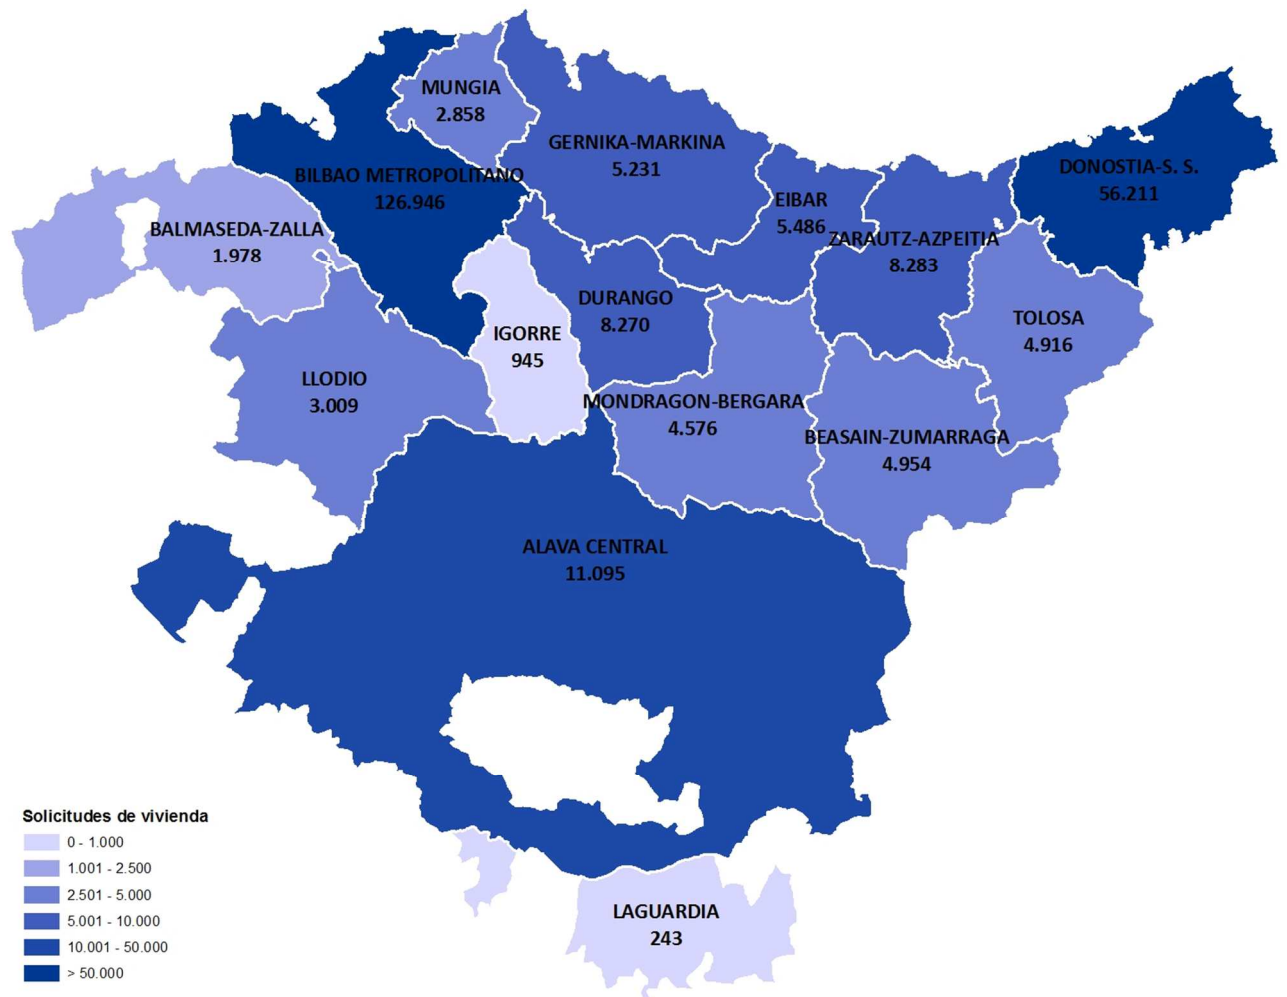 MUNGIA
2.858
GERNIKA-MARKINA
5.231
DONOSTIA-S. S.
56.211
BILBAO METROPOLITANO
126.946
EIBAR
5.486
BALMASEDA-ZALLA
1.978
ZARAUTZ-AZPEITIA
8.283
DURANGO
8.270
TOLOSA
4.916
IGORRE
945
LLODIO
3.009
MONDRAGON-BERGARA
4.576
BEASAIN-ZUMARRAGA
4.954
ALAVA CENTRAL
11.095
LAGUARDIA
243
Solicitudes de vivienda
0 - 1.000
1.001 - 2.500
2.501 - 5.000
5.001 - 10.000
10.001 - 50.000
> 50.000